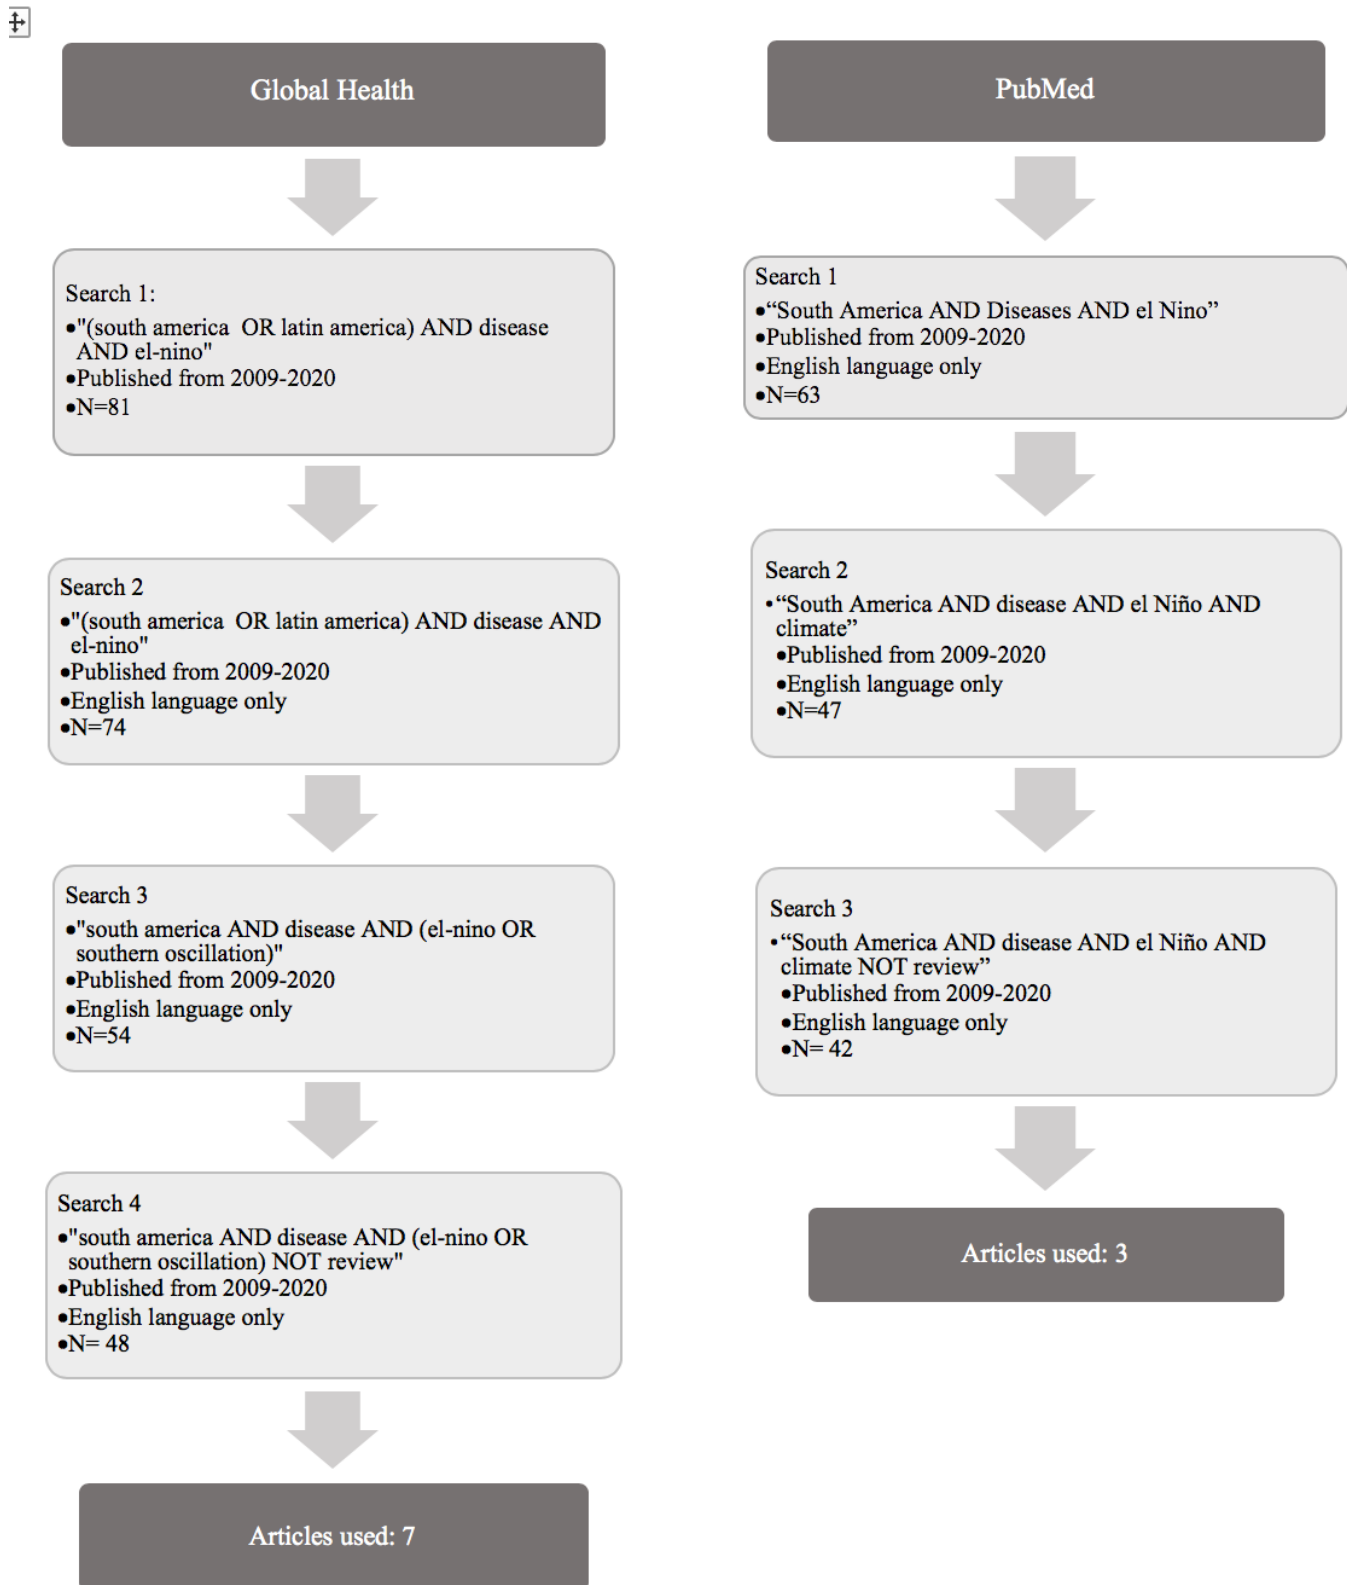 Global Health
Search 1:
•"(south america  OR latin america) AND disease
AND el-nino"
•Published from 2009-2020
•N=81
Search 2
•"(south america  OR latin america) AND disease AND
el-nino"
•Published from 2009-2020
•English language only
•N=74
Search 3
•"south america AND disease AND (el-nino OR
southern oscillation)"
•Published from 2009-2020
•English language only
•N=54
Search 4
•"south america AND disease AND (el-nino OR
southern oscillation) NOT review"
•Published from 2009-2020
•English language only
•N= 48
Articles used: 7
PubMed
Search 1
•“South America AND Diseases AND el Nino”
•Published from 2009-2020
•English language only
•N=63
Search 2
•“South America AND disease AND el Niño AND
climate”
•Published from 2009-2020
•English language only
•N=47
Search 3
•“South America AND disease AND el Niño AND
climate NOT review”
•Published from 2009-2020
•English language only
•N= 42
Articles used: 3